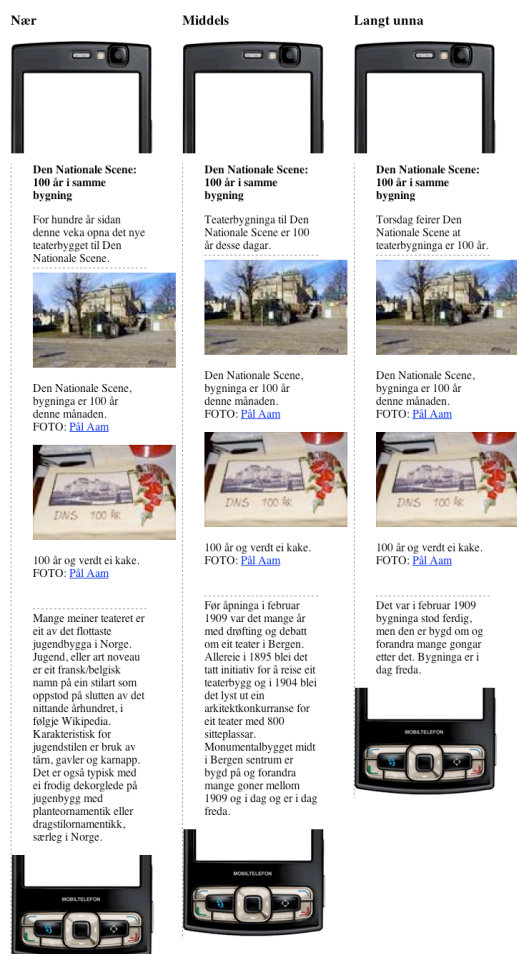 Nær
Den Nationale Scene:
100 år i samme
bygning
For hundre år sidan
denne veka opna det nye
teaterbygget til Den
Nationale Scene.
Den Nationale Scene,
bygninga er 100 år
denne månaden.
FOTO: Pål Aam
DNS 100 ÅR
100 år og verdt ei kake.
FOTO: Pål Aam
Mange meiner teateret er
eit av det flottaste
jugendbygga i Norge.
Jugend, eller art noveau
er eit fransk/belgisk
namn på ein stilart som
oppstod på slutten av det
nittande århundret, i
følgje Wikipedia.
Karakteristisk for
jugendstilen er bruk av
tårn, gavler og karnapp.
Det er også typisk med
ei frodig dekorglede på
jugenbygg med
planteornamentik eller
dragstilornamentikk,
særleg i Norge.
MOBILTELEFON
Middels
Den Nationale Scene:
100 år i samme
bygning
Teaterbygninga til Den
Nationale Scene er 100
år desse dagar.
Den Nationale Scene,
bygninga er 100 år
denne månaden.
FOTO: Pål Aam
DNS 100 ÅR
100 år og verdt ei kake.
FOTO: Pål Aam
Før åpninga i februar
1909 var det mange år
med drøfting og debatt
om eit teater i Bergen.
Allereie i 1895 blei det
tatt initiativ for å reise eit
teaterbygg og i 1904 blei
det lyst ut ein
arkitektkonkurranse for
eit teater med 800
sitteplassar.
Monumentalbygget midt
i Bergen sentrum er
bygd på og forandra
mange goner mellom
1909 og i dag og er i dag
freda.
MOBILTELEFON
Langt unna
Den Nationale Scene:
100 år i samme
bygning
Torsdag feirer Den
Nationale Scene at
teaterbygninga er 100 år.
Den Nationale Scene,
bygninga er 100 år
denne månaden.
FOTO: Pål Aam
DNS 100 ÅR
100 år og verdt ei kake.
FOTO: Pål Aam
Det var i februar 1909
bygninga stod ferdig,
men den er bygd om og
forandra mange gongar
etter det. Bygninga er i
dag freda.
MOBILTELEFON